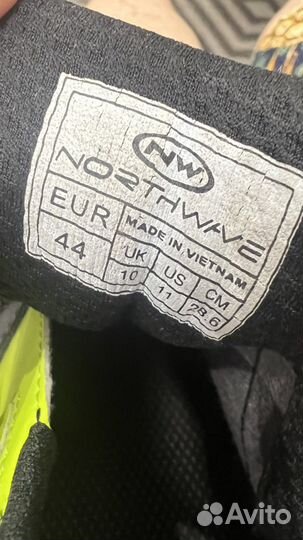 NW
NORTHWAVE
MADE IN VIETNAM
EUR UK US CM
44 10 11 28.6
Avito